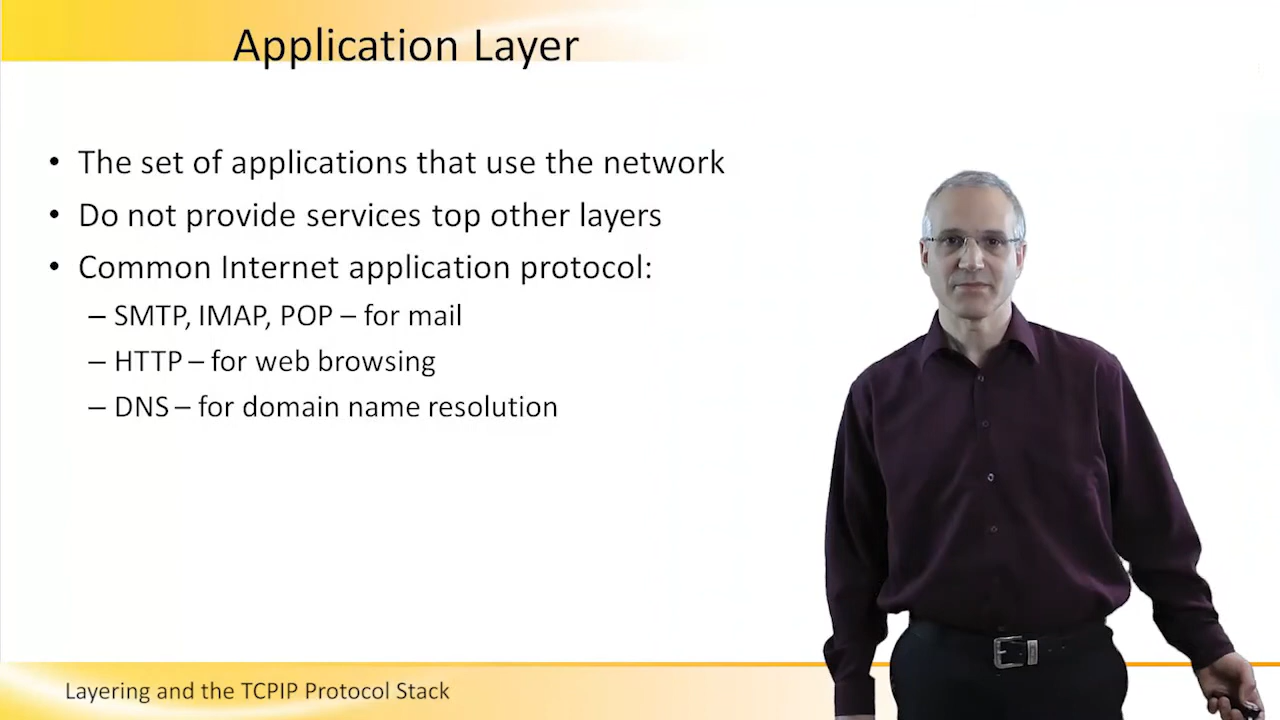 Application Layer
• The set of applications that use the network
• Do not provide services top other layers
• Common Internet application protocol:
– SMTP, IMAP, POP – for mail
– HTTP – for web browsing
– DNS – for domain name resolution
Layering and the TCPIP Protocol Stack